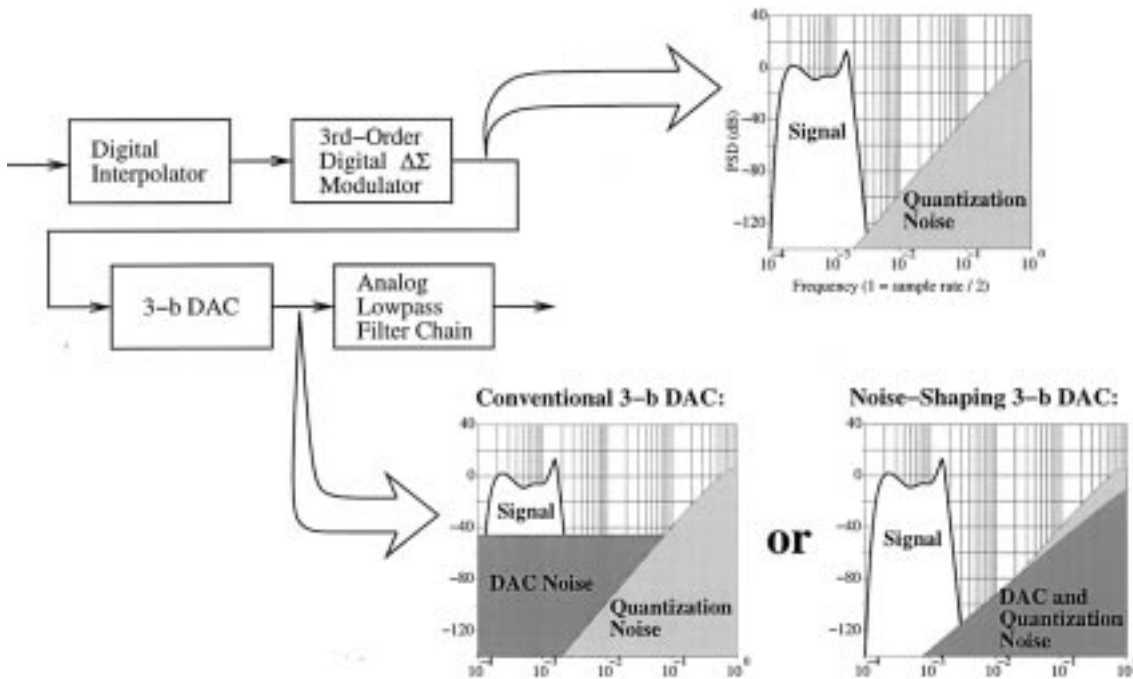 Digital
Interpolator
3rd-Order
Digital ΔΣ
Modulator
3-b DAC
Analog
Lowpass
Filter Chain
40
0
-40
-80
-120
PSD (dB)
Signal
Quantization
Noise
10^-4
10^-3
10^-2
10^-1
10^0
Frequency (1 = sample rate / 2)
Conventional 3-b DAC:
40
0
-40
-80
-120
Signal
DAC Noise
Quantization
Noise
10^-4
10^-3
10^-2
10^-1
10^0
or
Noise-Shaping 3-b DAC:
40
0
-40
-80
-120
Signal
DAC and
Quantization
Noise
10^-4
10^-3
10^-2
10^-1
10